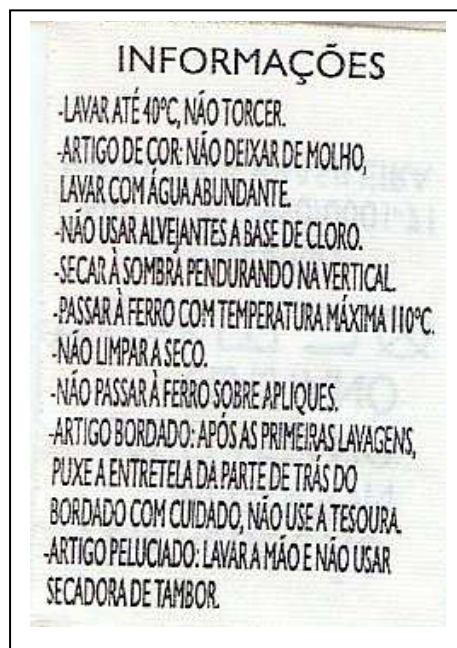 INFORMAÇÕES
-LAVAR ATÉ 40ºC, NÃO TORCER.
-ARTIGO DE COR: NÃO DEIXAR DE MOLHO,
LAVAR COM ÁGUA ABUNDANTE.
-NÃO USAR ALVEJANTES A BASE DE CLORO.
-SECAR À SOMBRA PENDURANDO NA VERTICAL.
-PASSAR À FERRO COM TEMPERATURA MÁXIMA 110ºC.
-NÃO LIMPAR A SECO.
-NÃO PASSAR À FERRO SOBRE APLIQUES.
-ARTIGO BORDADO: APÓS AS PRIMEIRAS LAVAGENS,
PUXE A ENTRETELA DA PARTE DE TRÁS DO
BORDADO COM CUIDADO, NÃO USE A TESOURA.
-ARTIGO PELUCIADO: LAVAR A MÃO E NÃO USAR
SECADORA DE TAMBOR.